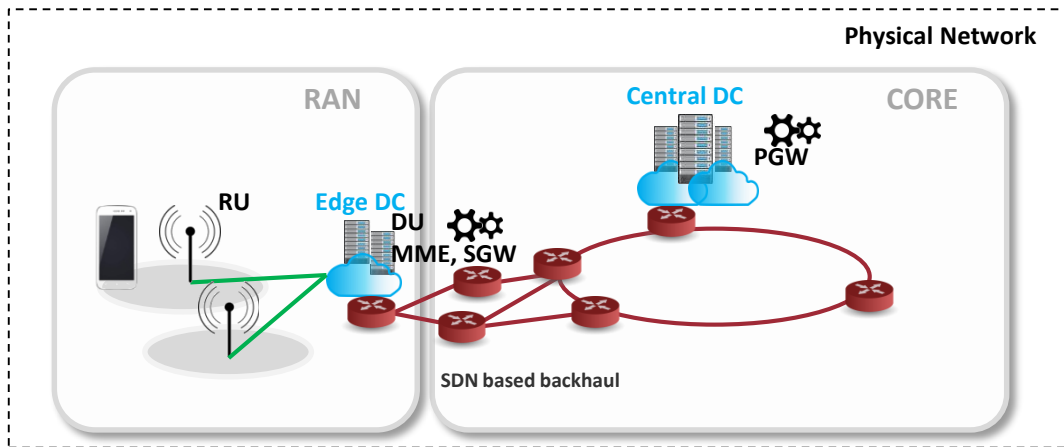 Physical Network
RAN
CORE
Central DC
PGW
RU
Edge DC
DU
MME, SGW
SDN based backhaul